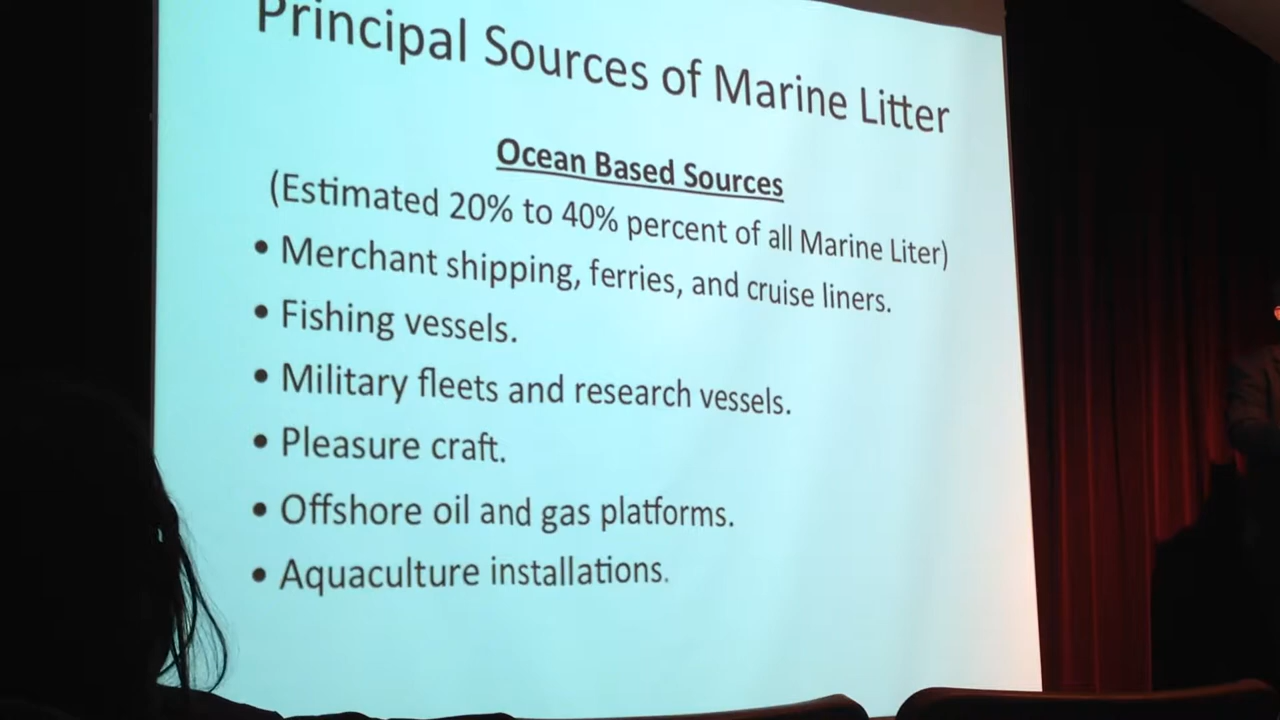 Principal Sources of Marine Litter
Ocean Based Sources
(Estimated 20% to 40% percent of all Marine Liter)
• Merchant shipping, ferries, and cruise liners.
• Fishing vessels.
• Military fleets and research vessels.
• Pleasure craft.
• Offshore oil and gas platforms.
• Aquaculture installations.